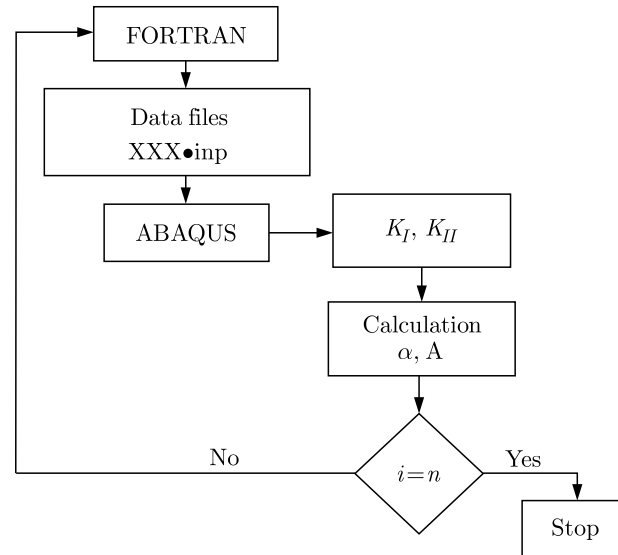 FORTRAN
Data files
XXX●inp
ABAQUS
K_I, K_II
Calculation
α, A
i=n
No
Yes
Stop